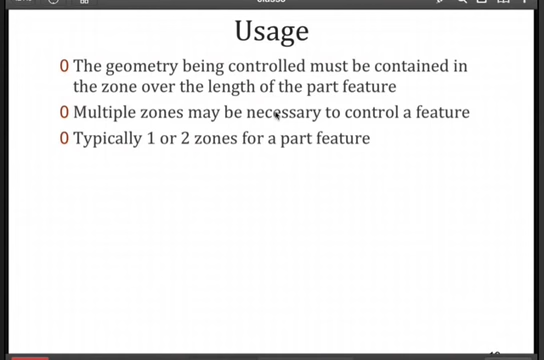 Usage
0 The geometry being controlled must be contained in
the zone over the length of the part feature
0 Multiple zones may be necessary to control a feature
0 Typically 1 or 2 zones for a part feature